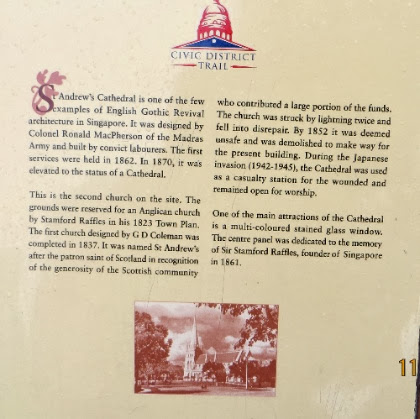 CIVIC DISTRICT
TRAIL
St Andrew's Cathedral is one of the few
examples of English Gothic Revival
architecture in Singapore. It was designed by
Colonel Ronald MacPherson of the Madras
Army and built by convict labourers. The first
services were held in 1862. In 1870, it was
elevated to the status of a Cathedral.
This is the second church on the site. The
grounds were reserved for an Anglican church
by Stamford Raffles in his 1823 Town Plan.
The first church designed by G D Coleman was
completed in 1837. It was named St Andrew's
after the patron saint of Scotland in recognition
of the generosity of the Scottish community
who contributed a large portion of the funds.
The church was struck by lightning twice and
fell into disrepair. By 1852 it was deemed
unsafe and was demolished to make way for
the present building. During the Japanese
invasion (1942-1945), the Cathedral was used
as a casualty station for the wounded and
remained open for worship.
One of the main attractions of the Cathedral
is a multi-coloured stained glass window.
The centre panel was dedicated to the memory
of Sir Stamford Raffles, founder of Singapore
in 1861.
11